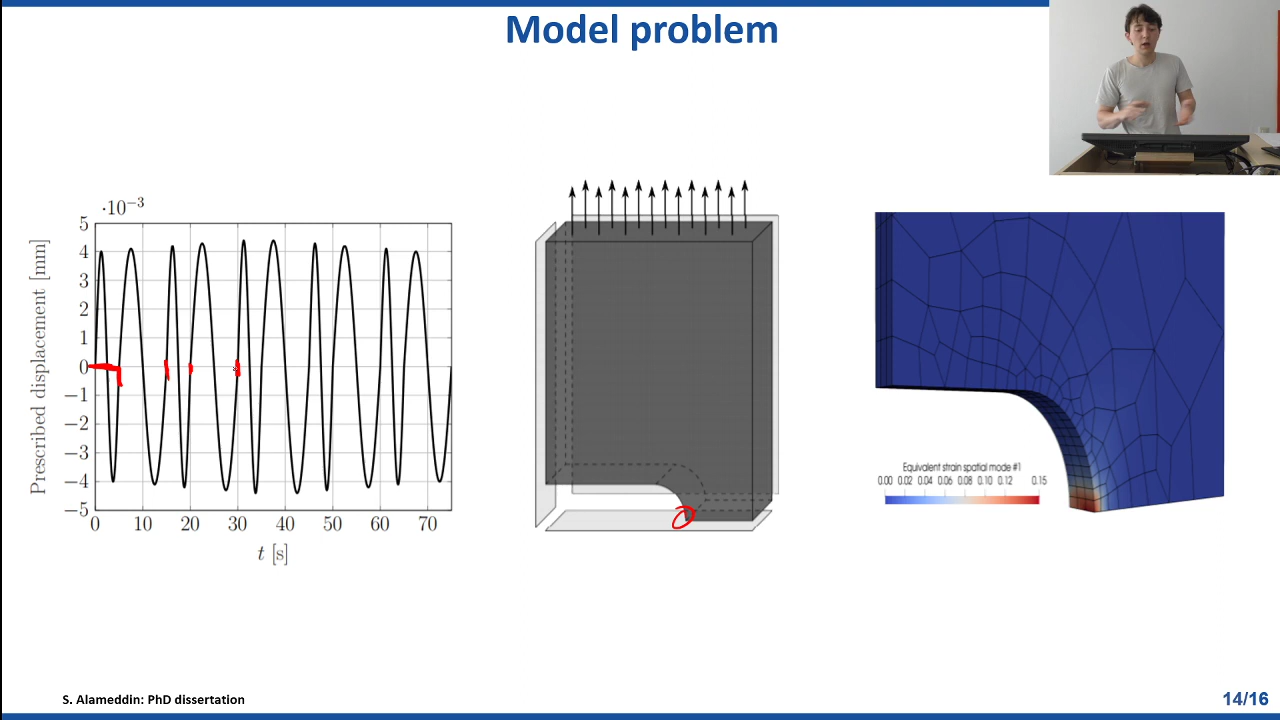 Model problem
·10⁻³
Prescribed displacement [mm]
5
4
3
2
1
0
−1
−2
−3
−4
−5
0 10 20 30 40 50 60 70
t [s]
Equivalent strain spatial mode #1
0.00 0.02 0.04 0.06 0.08 0.10 0.12 0.15
S. Alameddin: PhD dissertation
14/16